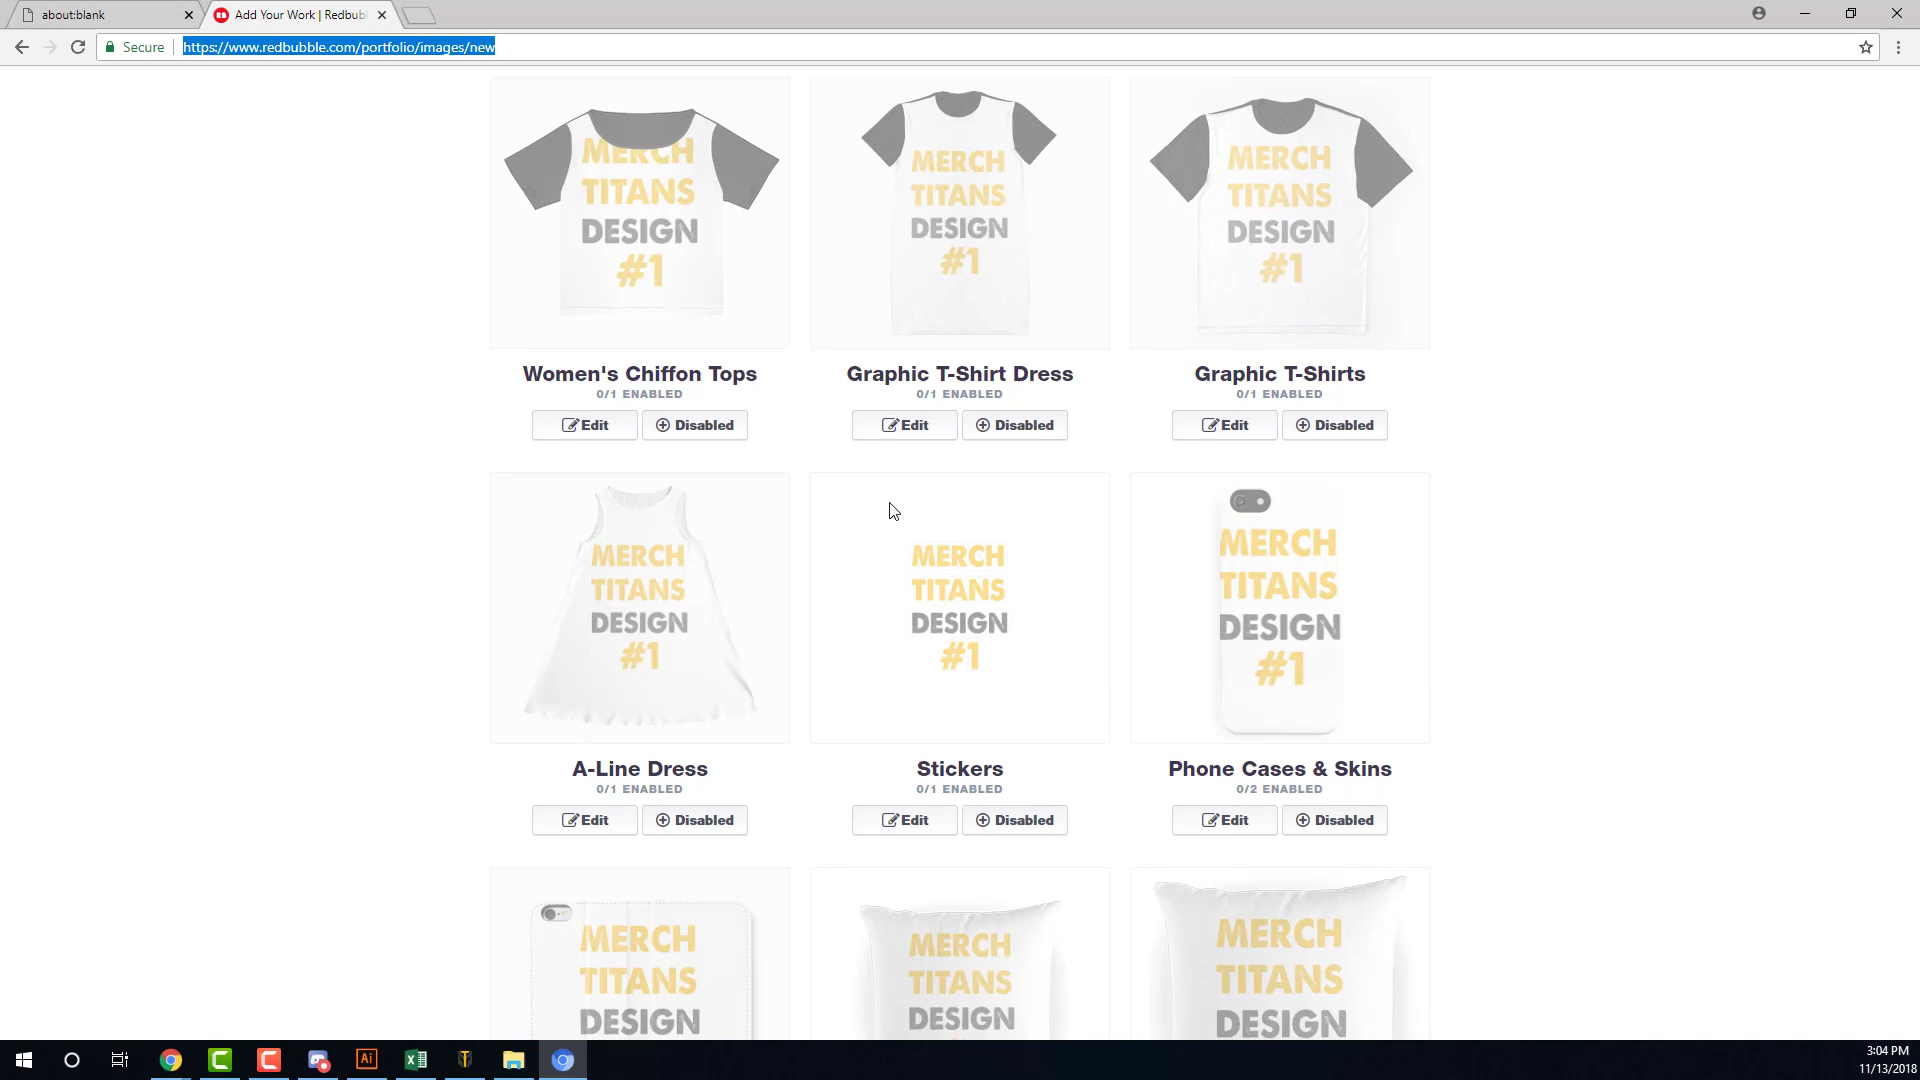 about:blank
Add Your Work | Redbubl
Secure
https://www.redbubble.com/portfolio/images/new
MERCH
TITANS
DESIGN
#1
MERCH
TITANS
DESIGN
#1
MERCH
TITANS
DESIGN
#1
Women's Chiffon Tops
0/1 ENABLED
Edit
Disabled
Graphic T-Shirt Dress
0/1 ENABLED
Edit
Disabled
Graphic T-Shirts
0/1 ENABLED
Edit
Disabled
MERCH
TITANS
DESIGN
#1
MERCH
TITANS
DESIGN
#1
MERCH
TITANS
DESIGN
#1
A-Line Dress
0/1 ENABLED
Edit
Disabled
Stickers
0/1 ENABLED
Edit
Disabled
Phone Cases & Skins
0/2 ENABLED
Edit
Disabled
MERCH
TITANS
DESIGN
MERCH
TITANS
DESIGN
MERCH
TITANS
DESIGN
Ai
3:04 PM
11/13/2018